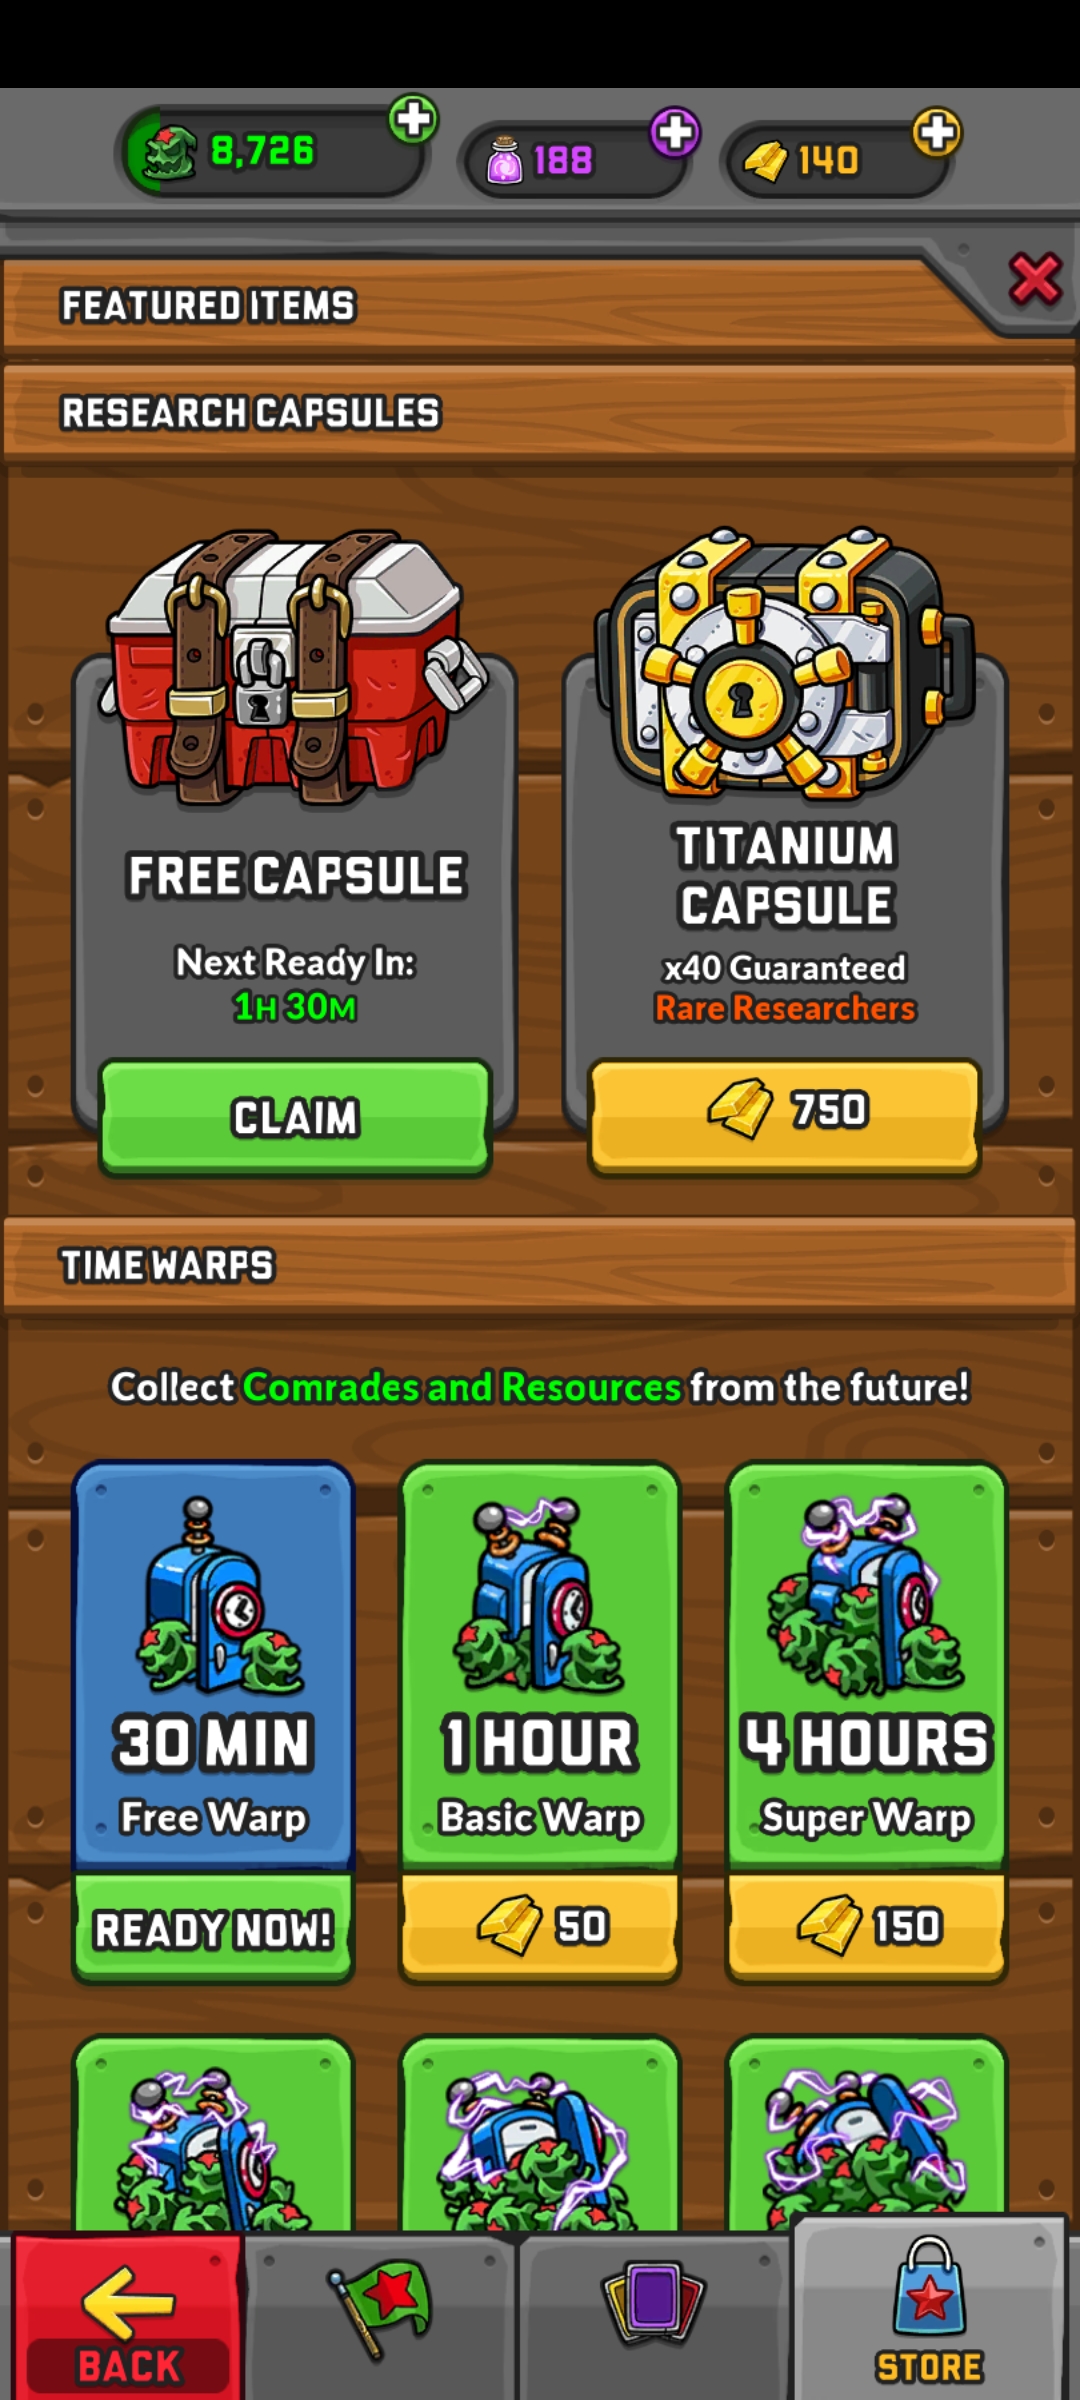 8,726
188
140
FEATURED ITEMS
RESEARCH CAPSULES
FREE CAPSULE
Next Ready In:
1H 30M
CLAIM
TITANIUM
CAPSULE
x40 Guaranteed
Rare Researchers
750
TIME WARPS
Collect Comrades and Resources from the future!
30 MIN
Free Warp
READY NOW!
1 HOUR
Basic Warp
50
4 HOURS
Super Warp
150
BACK
STORE